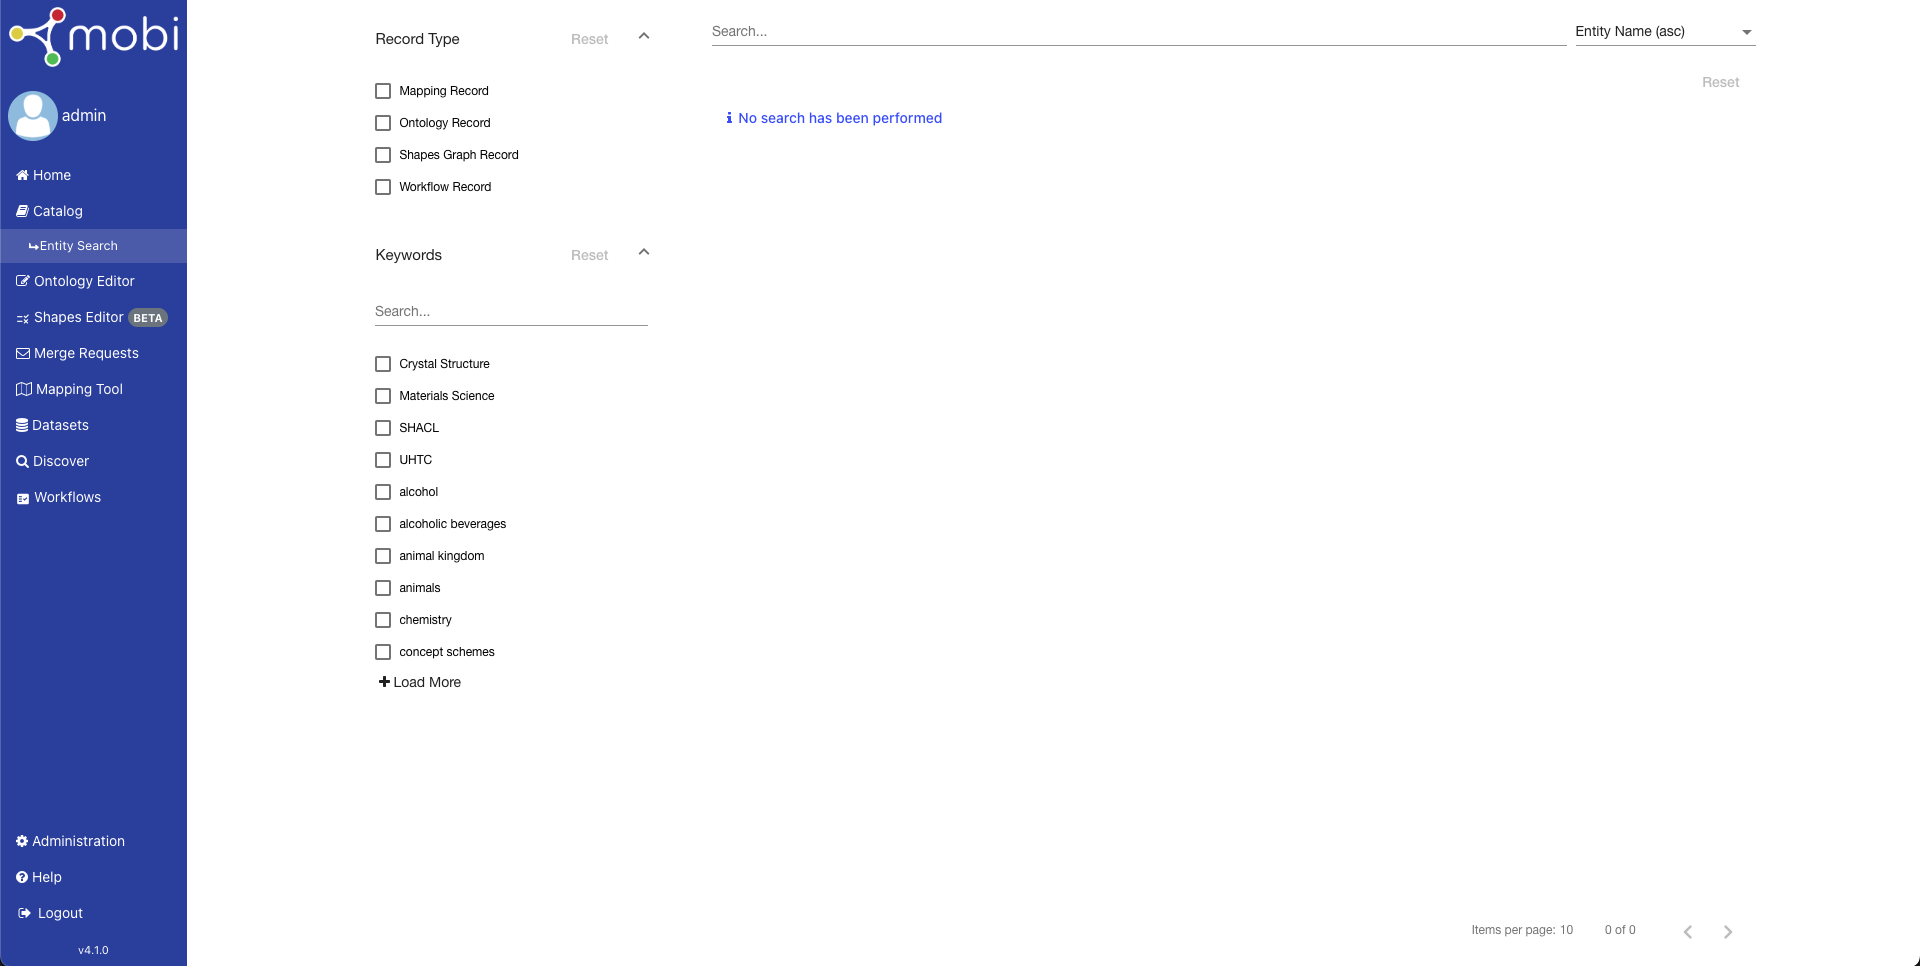 mobi
admin
Home
Catalog
Entity Search
Ontology Editor
Shapes Editor BETA
Merge Requests
Mapping Tool
Datasets
Discover
Workflows
Administration
Help
Logout
v4.1.0
Record Type Reset
Mapping Record
Ontology Record
Shapes Graph Record
Workflow Record
Keywords Reset
Search...
Crystal Structure
Materials Science
SHACL
UHTC
alcohol
alcoholic beverages
animal kingdom
animals
chemistry
concept schemes
Load More
Search... Entity Name (asc)
Reset
No search has been performed
Items per page: 10 0 of 0